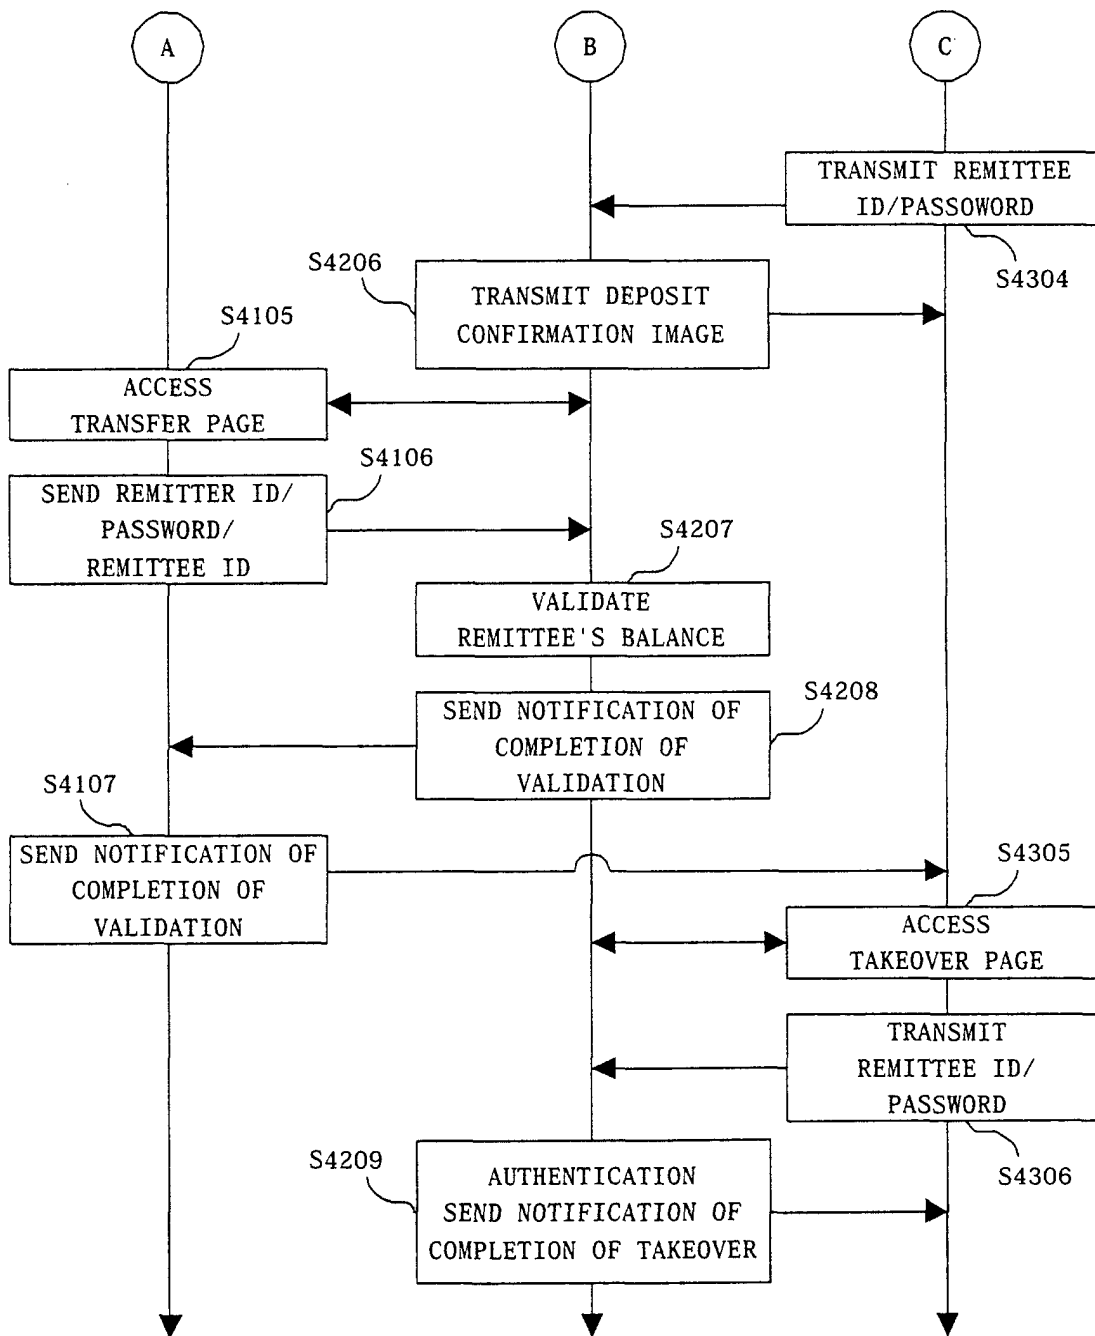 A
B
C
TRANSMIT REMITTEE
ID/PASSOWORD
S4304
S4206
TRANSMIT DEPOSIT
CONFIRMATION IMAGE
S4105
ACCESS
TRANSFER PAGE
S4106
SEND REMITTER ID/
PASSWORD/
REMITTEE ID
S4207
VALIDATE
REMITTEE'S BALANCE
S4208
SEND NOTIFICATION OF
COMPLETION OF
VALIDATION
S4107
SEND NOTIFICATION OF
COMPLETION OF
VALIDATION
S4305
ACCESS
TAKEOVER PAGE
TRANSMIT
REMITTEE ID/
PASSWORD
S4306
S4209
AUTHENTICATION
SEND NOTIFICATION OF
COMPLETION OF TAKEOVER